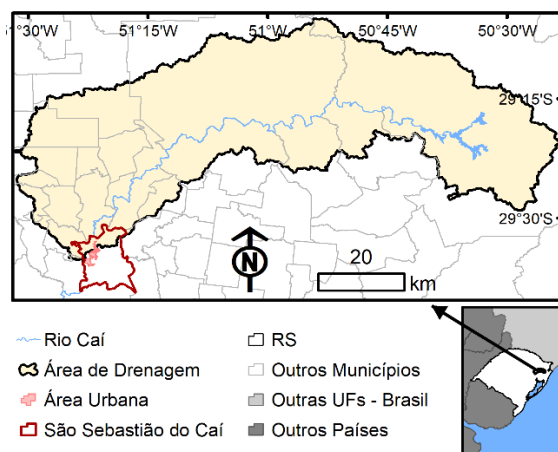 °30'W 51°15'W 51°0'W 50°45'W 50°30'W
29°15'S
29°30'S
N
20
km
Rio Caí
RS
Área de Drenagem
Outros Municípios
Área Urbana
Outras UFs - Brasil
São Sebastião do Caí
Outros Países